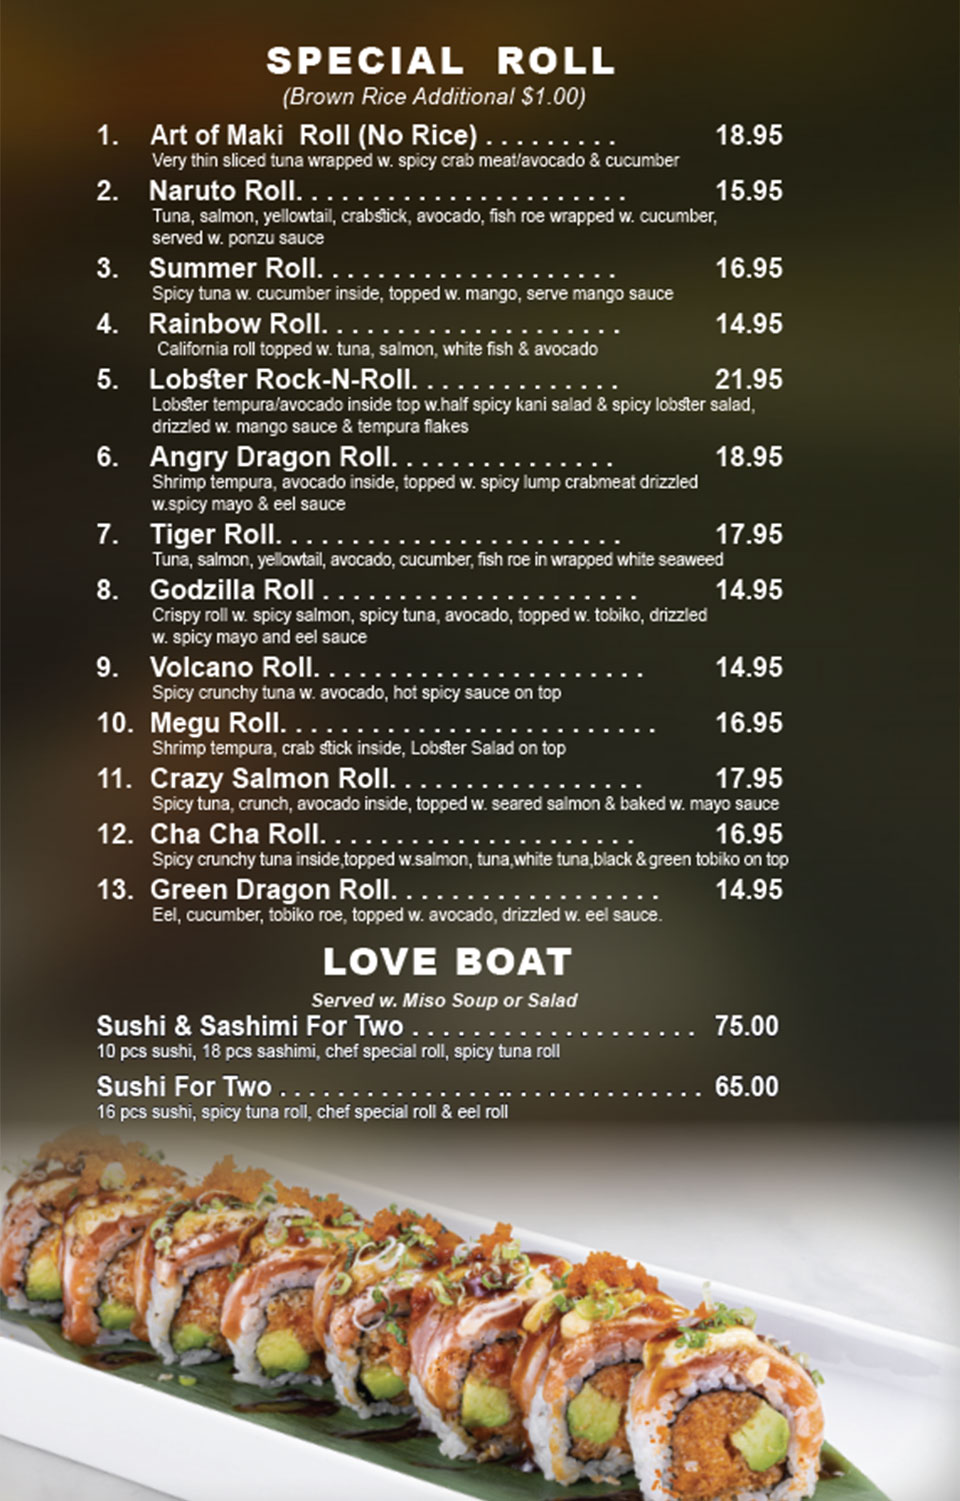 SPECIAL ROLL
(Brown Rice Additional $1.00)
1. Art of Maki Roll (No Rice) . . . . . . . . . 18.95
Very thin sliced tuna wrapped w. spicy crab meat/avocado & cucumber
2. Naruto Roll. . . . . . . . . . . . . . . . . . . . . . 15.95
Tuna, salmon, yellowtail, crabstick, avocado, fish roe wrapped w. cucumber,
served w. ponzu sauce
3. Summer Roll. . . . . . . . . . . . . . . . . . . . 16.95
Spicy tuna w. cucumber inside, topped w. mango, serve mango sauce
4. Rainbow Roll. . . . . . . . . . . . . . . . . . . . 14.95
California roll topped w. tuna, salmon, white fish & avocado
5. Lobster Rock-N-Roll. . . . . . . . . . . . . . 21.95
Lobster tempura/avocado inside top w.half spicy kani salad & spicy lobster salad,
drizzled w. mango sauce & tempura flakes
6. Angry Dragon Roll. . . . . . . . . . . . . . . 18.95
Shrimp tempura, avocado inside, topped w. spicy lump crabmeat drizzled
w.spicy mayo & eel sauce
7. Tiger Roll. . . . . . . . . . . . . . . . . . . . . . . 17.95
Tuna, salmon, yellowtail, avocado, cucumber, fish roe in wrapped white seaweed
8. Godzilla Roll . . . . . . . . . . . . . . . . . . . . . 14.95
Crispy roll w. spicy salmon, spicy tuna, avocado, topped w. tobiko, drizzled
w. spicy mayo and eel sauce
9. Volcano Roll. . . . . . . . . . . . . . . . . . . . . . 14.95
Spicy crunchy tuna w. avocado, hot spicy sauce on top
10. Megu Roll. . . . . . . . . . . . . . . . . . . . . . . . . 16.95
Shrimp tempura, crab stick inside, Lobster Salad on top
11. Crazy Salmon Roll. . . . . . . . . . . . . . . . . 17.95
Spicy tuna, crunch, avocado inside, topped w. seared salmon & baked w. mayo sauce
12. Cha Cha Roll. . . . . . . . . . . . . . . . . . . . . 16.95
Spicy crunchy tuna inside,topped w.salmon, tuna,white tuna,black & green tobiko on top
13. Green Dragon Roll. . . . . . . . . . . . . . . . . . 14.95
Eel, cucumber, tobiko roe, topped w. avocado, drizzled w. eel sauce.
LOVE BOAT
Served w. Miso Soup or Salad
Sushi & Sashimi For Two . . . . . . . . . . . . . . . . . . . . 75.00
10 pcs sushi, 18 pcs sashimi, chef special roll, spicy tuna roll
Sushi For Two . . . . . . . . . . . . . . . .. . . . . . . . . . . . . . 65.00
16 pcs sushi, spicy tuna roll, chef special roll & eel roll